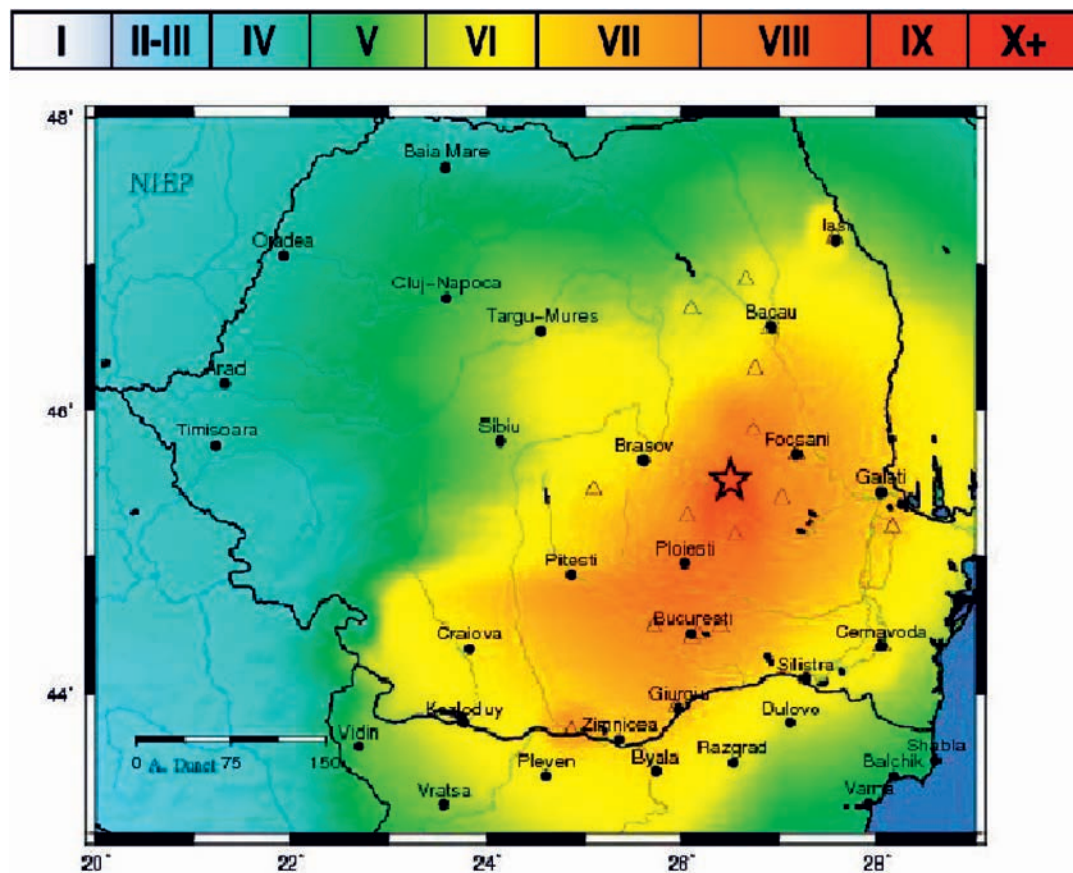 I II-III IV V VI VII VIII IX X+
48°
Baia Mare
NIEP
Iasi
Oradea
Cluj-Napoca
Bacau
Targu-Mures
Arad
46°
Timisoara
Sibiu
Brasov
Focsani
Galati
Ploiesti
Pitesti
Bucuresti
Craiova
Cernavoda
Silistra
44°
Giurgiu
Kozloduy
Zimnicea
Dulovo
Vidin
Shabla
0 75 150
Pleven
Byala
Razgrad
Balchik
Vratsa
Varna
20° 22° 24° 26° 28°